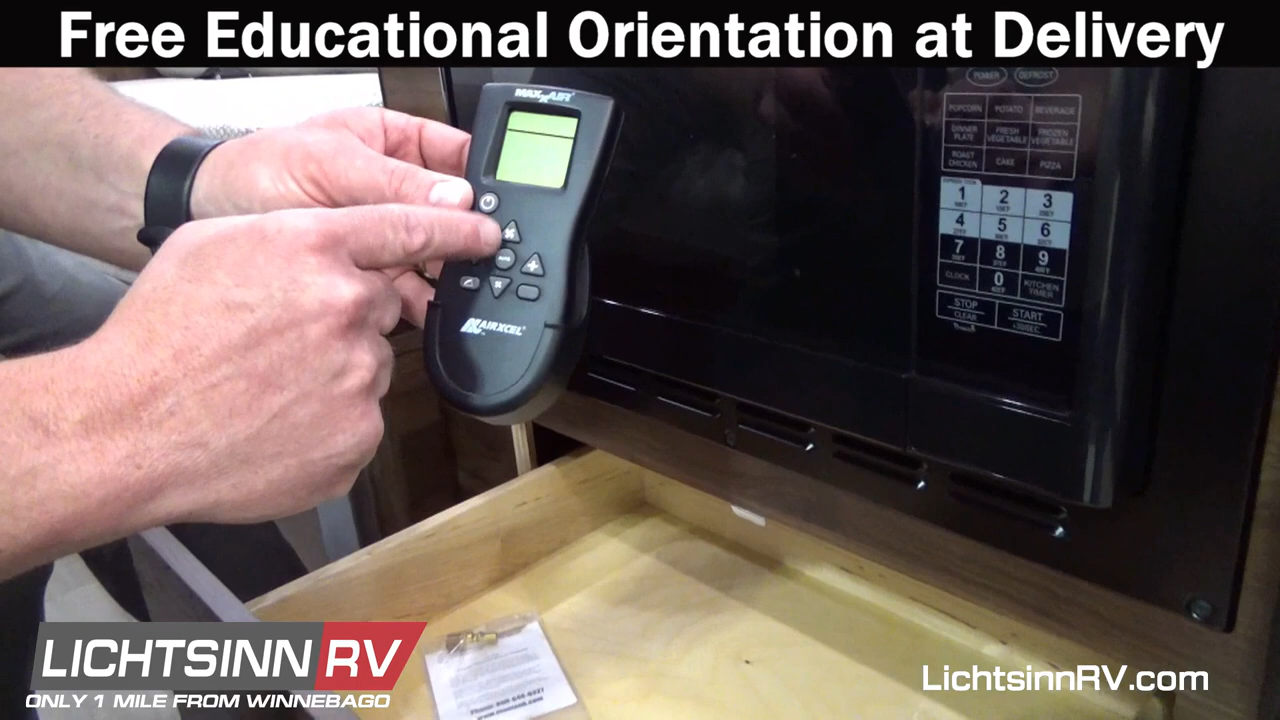 Free Educational Orientation at Delivery
MAXXAIR
POWER
DEFROST
POPCORN
POTATO
BEVERAGE
DINNER PLATE
FRESH VEGETABLE
FROZEN VEGETABLE
ROAST CHICKEN
CAKE
PIZZA
1
2
3
4
5
6
7
8
9
CLOCK
0
KITCHEN TIMER
STOP
CLEAR
START
+30SEC
AUTO
AIRXCEL
LICHTSINN RV
ONLY 1 MILE FROM WINNEBAGO
LichtsinnRV.com